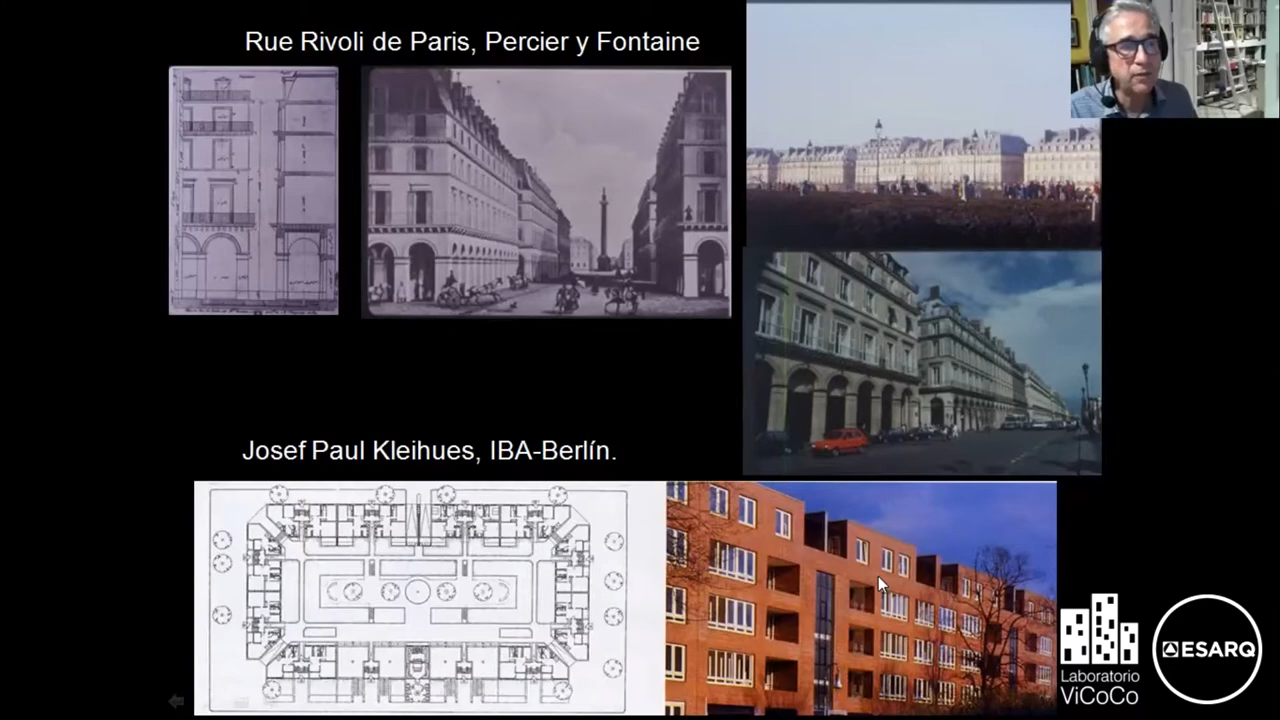 Rue Rivoli de Paris, Percier y Fontaine
Josef Paul Kleihues, IBA-Berlín.
Laboratorio
ViCoCo
ESARQ